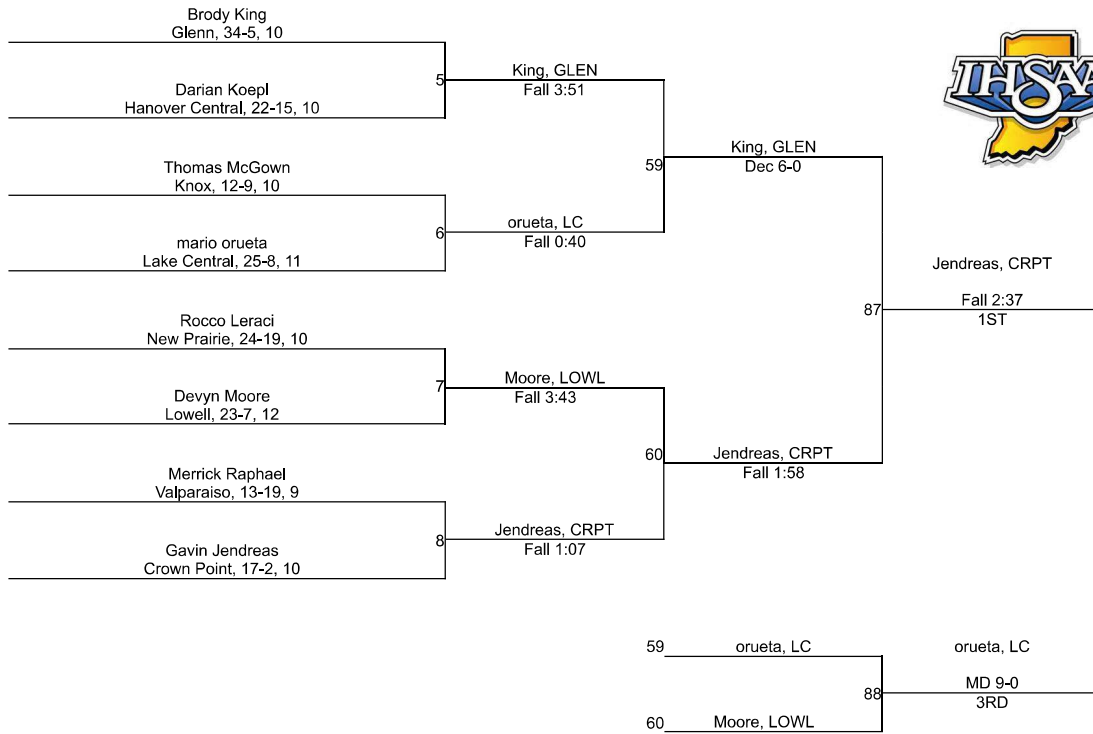 Brody King
Glenn, 34-5, 10
Darian Koepl
Hanover Central, 22-15, 10
5
King, GLEN
Fall 3:51
Thomas McGown
Knox, 12-9, 10
mario orueta
Lake Central, 25-8, 11
6
orueta, LC
Fall 0:40
59
King, GLEN
Dec 6-0
Rocco Leraci
New Prairie, 24-19, 10
Devyn Moore
Lowell, 23-7, 12
7
Moore, LOWL
Fall 3:43
Merrick Raphael
Valparaiso, 13-19, 9
Gavin Jendreas
Crown Point, 17-2, 10
8
Jendreas, CRPT
Fall 1:07
60
Jendreas, CRPT
Fall 1:58
87
Jendreas, CRPT
Fall 2:37
1ST
IHSAA
59
orueta, LC
60
Moore, LOWL
88
orueta, LC
MD 9-0
3RD